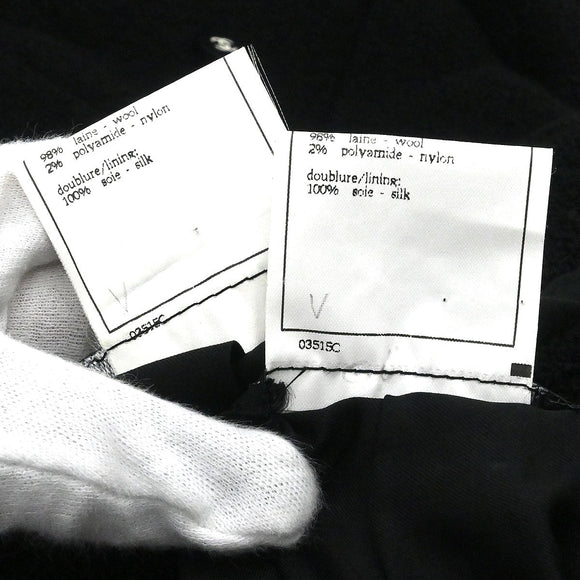 98% laine - wool
2% polyamide - nylon
doublure/lining:
100% soie - silk
V
03515C
98% laine - wool
2% polyamide - nylon
doublure/lining:
100% soie - silk
V
03515C